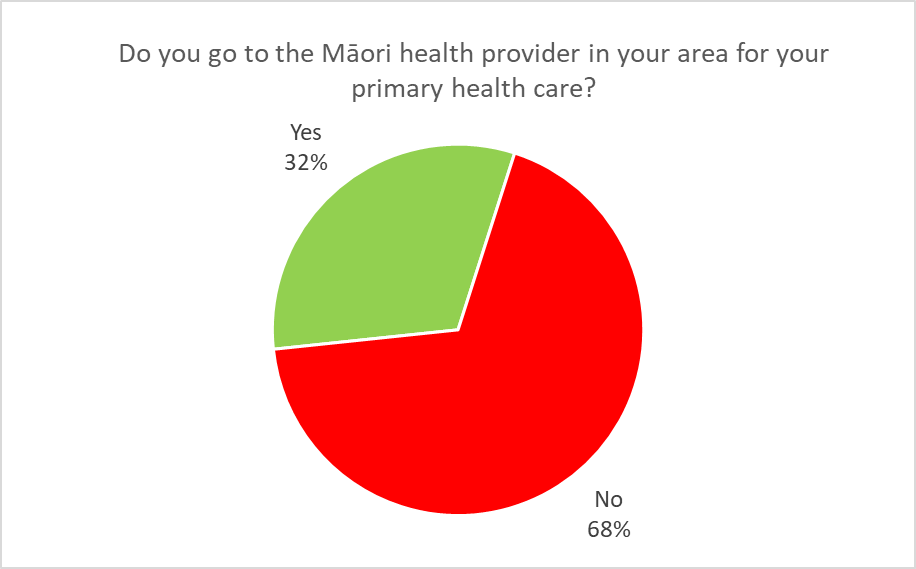 Do you go to the Māori health provider in your area for your
primary health care?
Yes
32%
No
68%